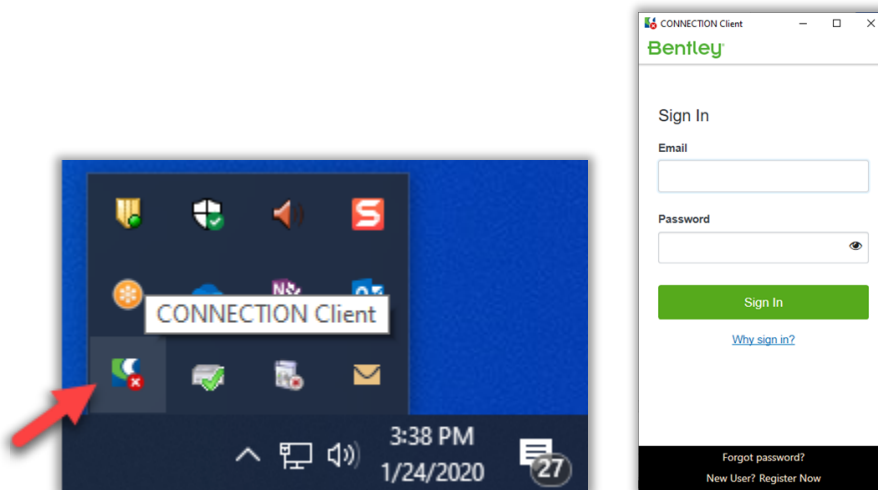 CONNECTION Client
3:38 PM
1/24/2020
27
CONNECTION Client
Bentley
Sign In
Email
Password
Sign In
Why sign in?
Forgot password?
New User? Register Now